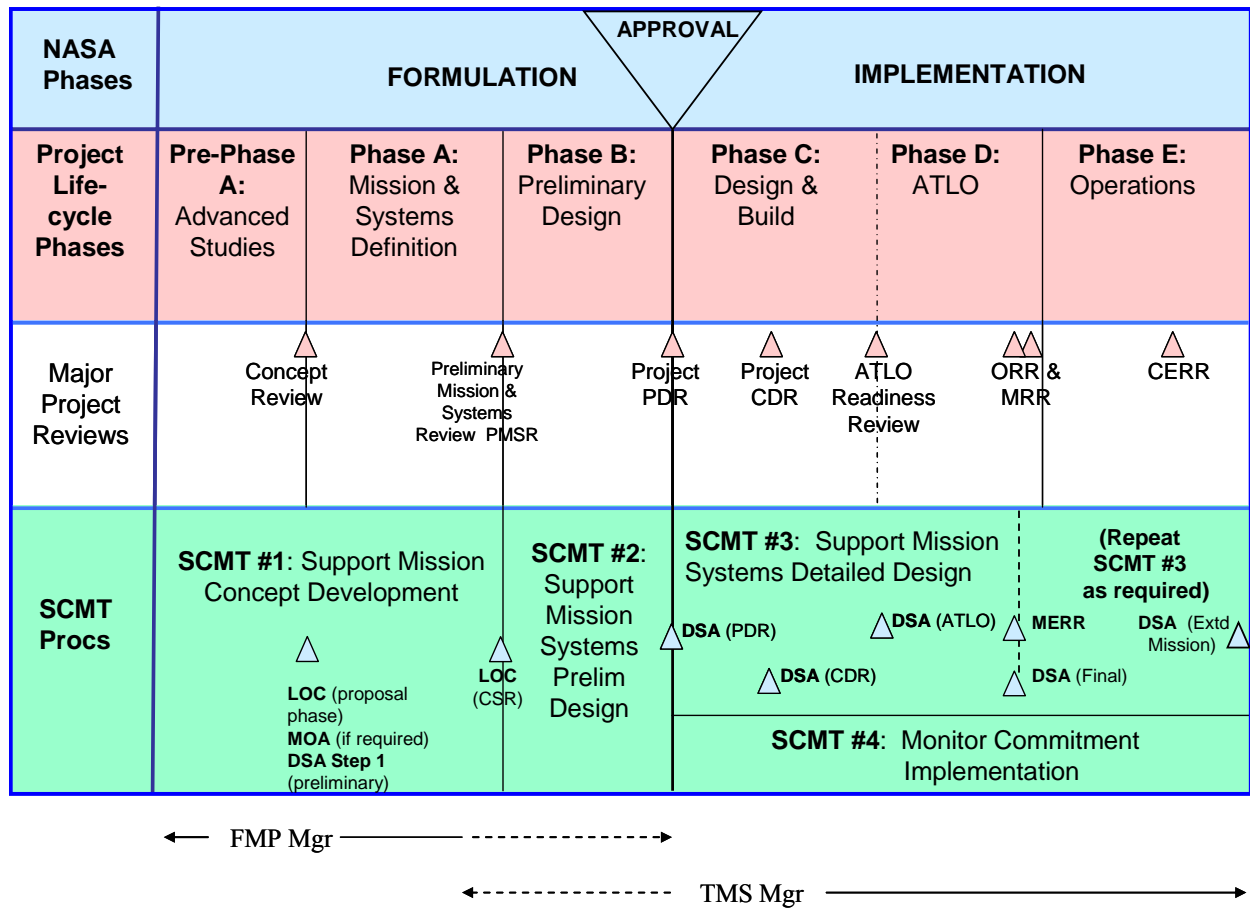 NASA
Phases
FORMULATION
APPROVAL
IMPLEMENTATION
Project
Life-
cycle
Phases
Pre-Phase
A:
Advanced
Studies
Phase A:
Mission &
Systems
Definition
Phase B:
Preliminary
Design
Phase C:
Design &
Build
Phase D:
ATLO
Phase E:
Operations
Major
Project
Reviews
Concept
Review
Preliminary
Mission &
Systems
Review PMSR
Project
PDR
Project
CDR
ATLO
Readiness
Review
ORR &
MRR
CERR
SCMT
Procs
SCMT #1: Support Mission
Concept Development
LOC (proposal
phase)
MOA (if required)
DSA Step 1
(preliminary)
LOC
(CSR)
SCMT #2:
Support
Mission
Systems
Prelim
Design
SCMT #3: Support Mission
Systems Detailed Design
DSA (PDR)
DSA (CDR)
DSA (ATLO)
MERR
DSA (Final)
(Repeat
SCMT #3
as required)
DSA (Extd
Mission)
SCMT #4: Monitor Commitment
Implementation
FMP Mgr
TMS Mgr